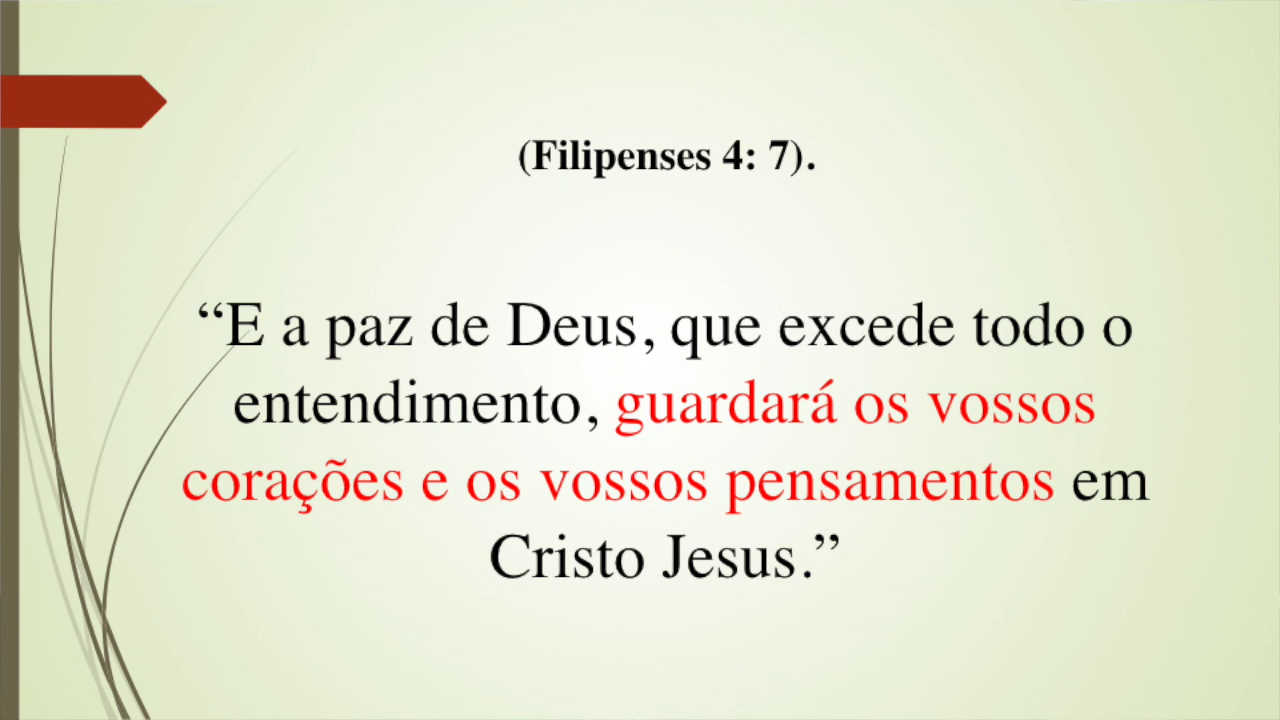 (Filipenses 4: 7).
“E a paz de Deus, que excede todo o
entendimento, guardará os vossos
corações e os vossos pensamentos em
Cristo Jesus.”